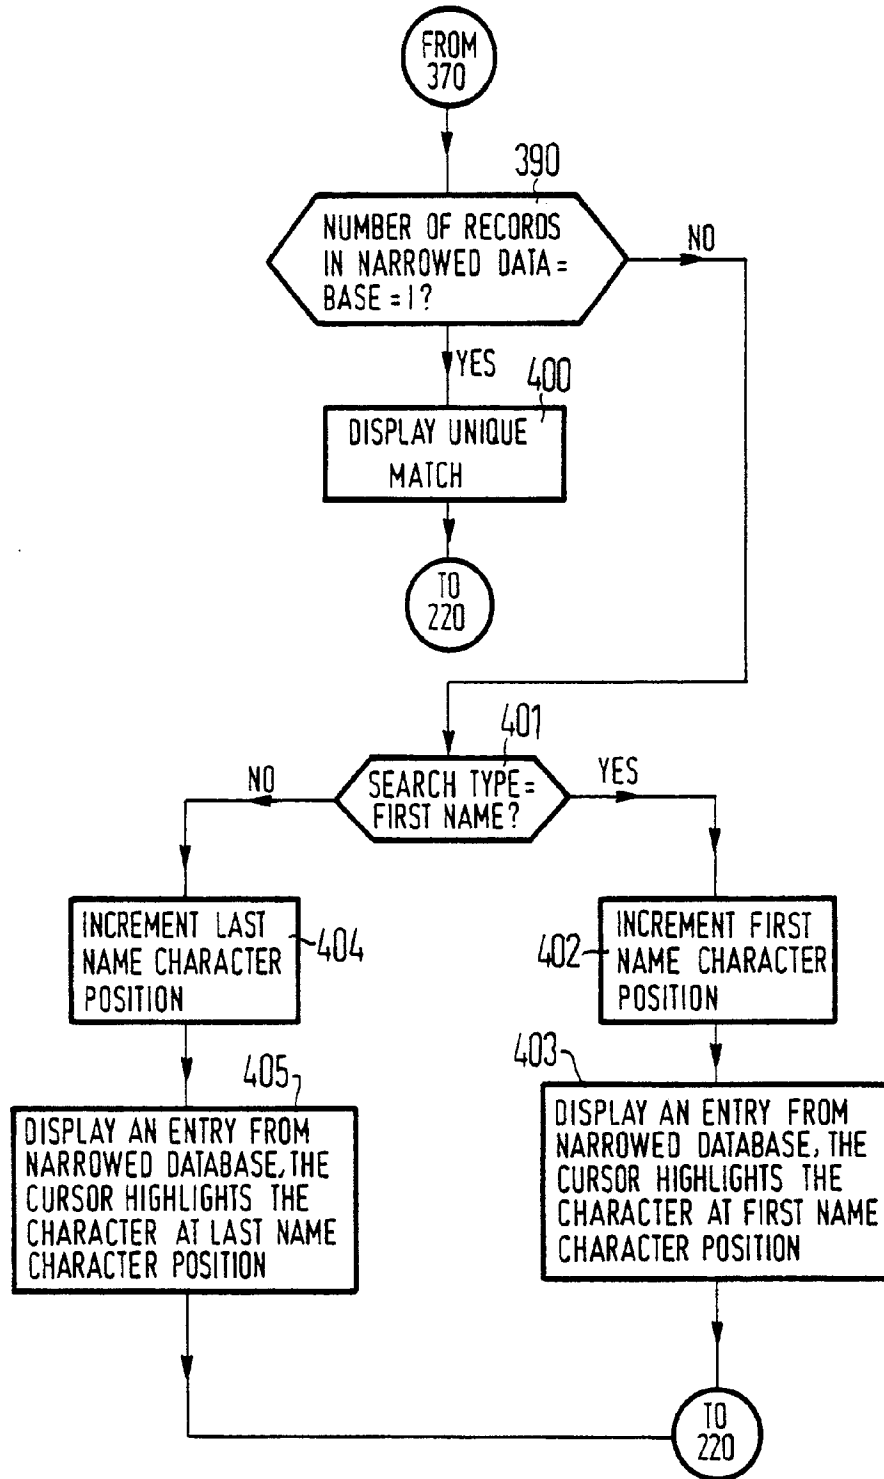 FROM
370
390
NUMBER OF RECORDS
IN NARROWED DATA=
BASE = 1?
NO
YES
400
DISPLAY UNIQUE
MATCH
TO
220
401
SEARCH TYPE=
FIRST NAME?
NO
YES
INCREMENT LAST
NAME CHARACTER
POSITION
404
INCREMENT FIRST
NAME CHARACTER
POSITION
402
405
DISPLAY AN ENTRY FROM
NARROWED DATABASE, THE
CURSOR HIGHLIGHTS THE
CHARACTER AT LAST NAME
CHARACTER POSITION
403
DISPLAY AN ENTRY FROM
NARROWED DATABASE, THE
CURSOR HIGHLIGHTS THE
CHARACTER AT FIRST NAME
CHARACTER POSITION
TO
220